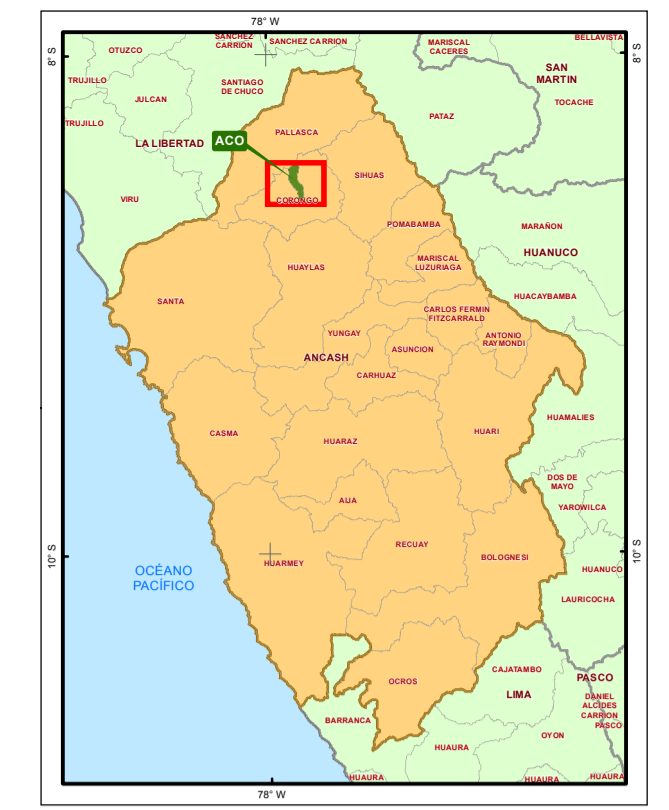 78° W
SANCHEZ
CARRIÓN
SANCHEZ CARRION
BELLAVISTA
OTUZCO
MARISCAL
CACERES
8° S
8° S
SAN
MARTIN
TRUJILLO
SANTIAGO
DE CHUCO
JULCAN
TOCACHE
PATAZ
TRUJILLO
PALLASCA
LA LIBERTAD
ACO
SIHUAS
VIRU
CORONGO
POMABAMBA
MARAÑON
HUANUCO
MARISCAL
LUZURIAGA
HUAYLAS
SANTA
HUACAYBAMBA
CARLOS FERMIN
FITZCARRALD
YUNGAY
ANTONIO
RAYMONDI
ASUNCION
ANCASH
CARHUAZ
HUAMALIES
CASMA
HUARAZ
HUARI
DOS DE
MAYO
AIJA
YAROWILCA
RECUAY
10° S
10° S
HUARMEY
BOLOGNESI
OCÉANO
PACÍFICO
HUANUCO
LAURICOCHA
CAJATAMBO
PASCO
OCROS
LIMA
DANIEL
ALCIDES
CARRION
PASCO
BARRANCA
OYON
HUAURA
HUAURA
HUAURA
HUAURA
78° W